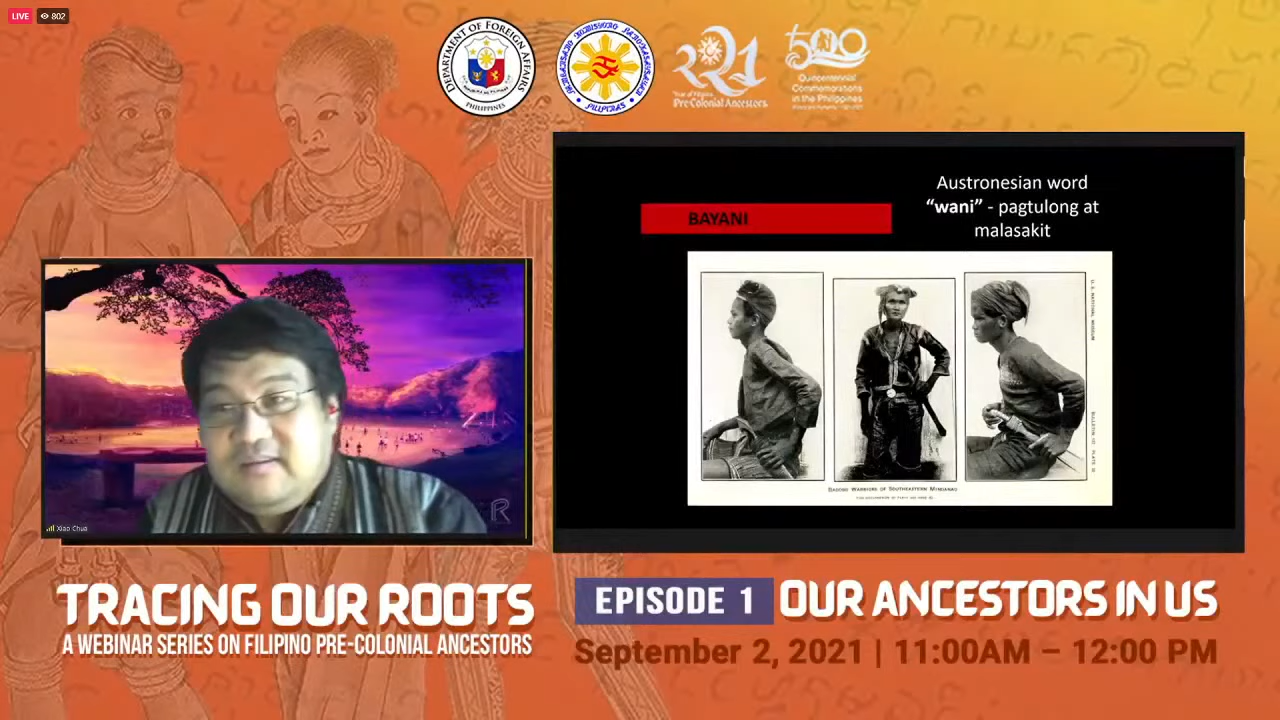 LIVE
802
DEPARTMENT OF FOREIGN AFFAIRS
PHILIPPINES
PILIPINAS
2021
Year of Filipino
Pre-Colonial Ancestors
500
Quincentennial
Commemorations
in the Philippines
BAYANI
Austronesian word
“wani” - pagtulong at
malasakit
U.S. NATIONAL MUSEUM
BULLETIN
Bagobo Warriors of Southeastern Mindanao
Xiao Chua
R
TRACING OUR ROOTS
A WEBINAR SERIES ON FILIPINO PRE-COLONIAL ANCESTORS
EPISODE 1 OUR ANCESTORS IN US
September 2, 2021 | 11:00AM – 12:00 PM